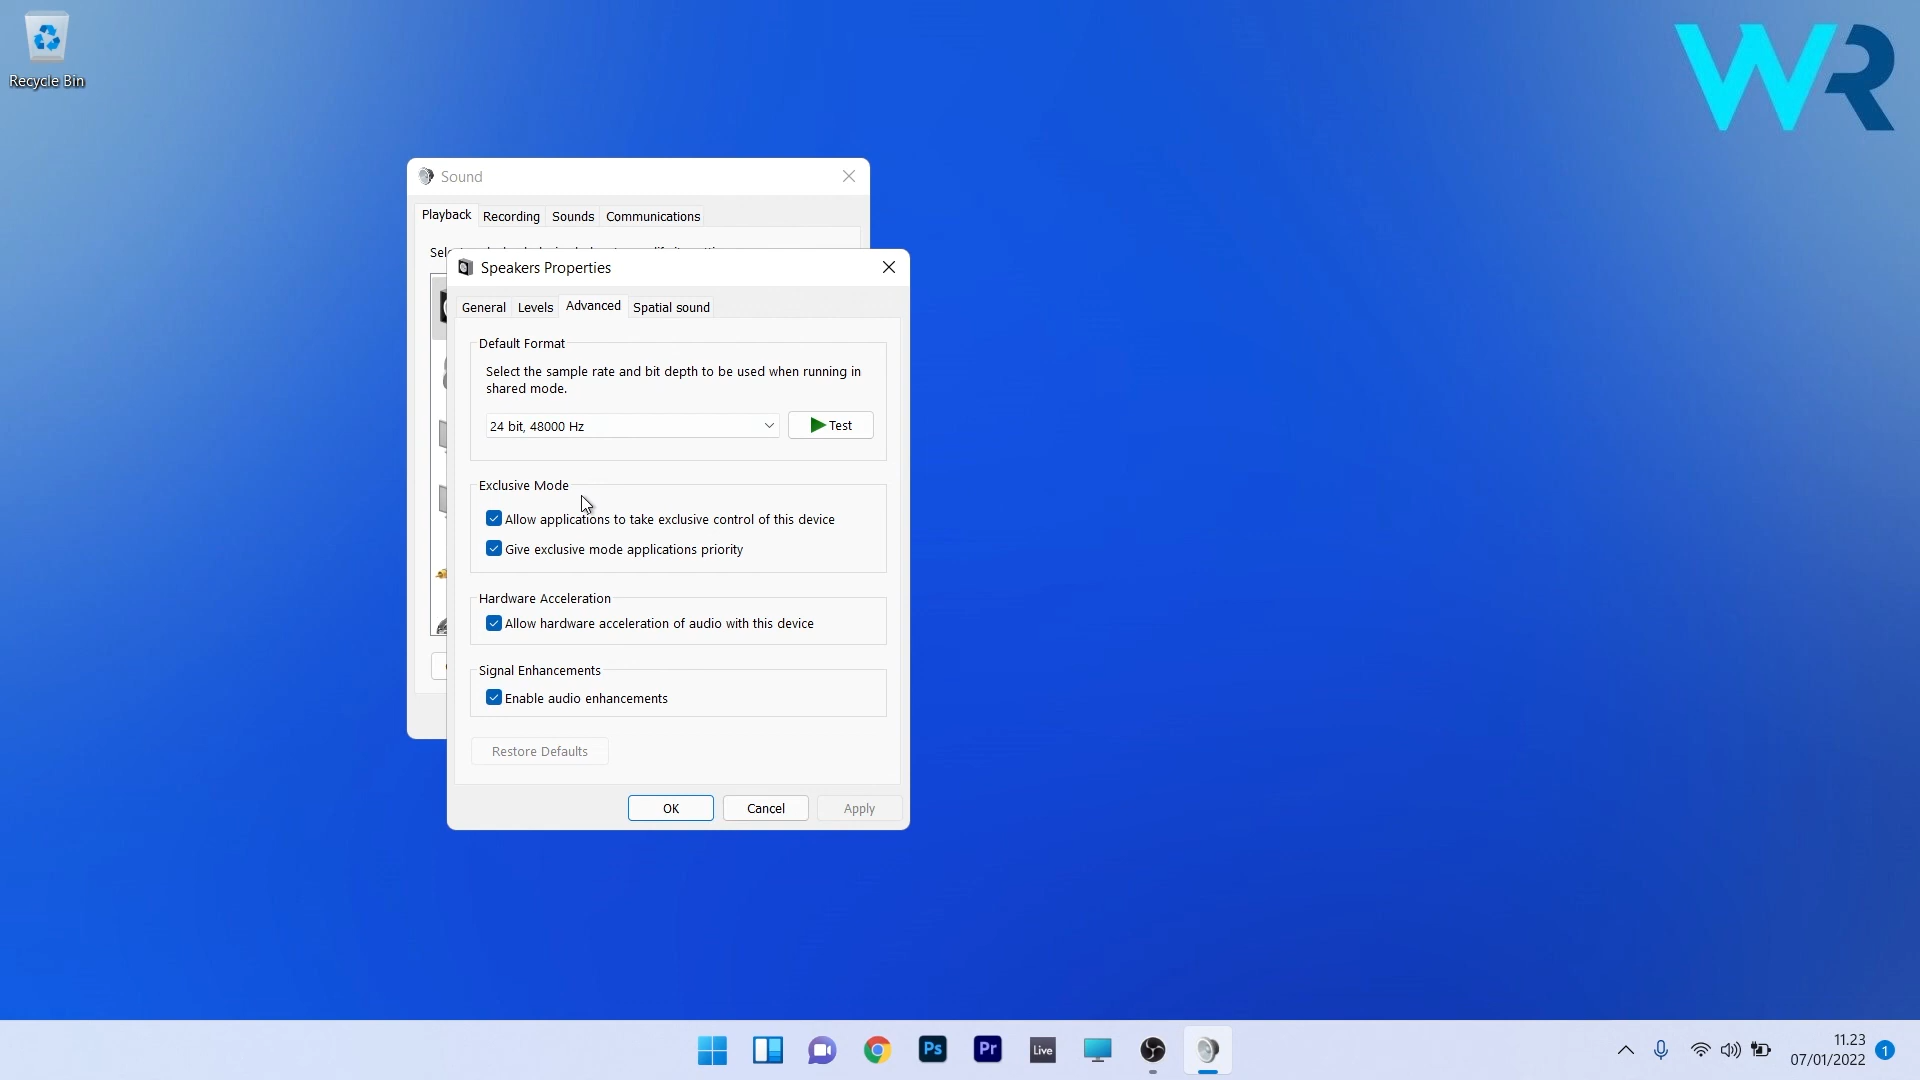 Recycle Bin
WR
Sound
Playback Recording Sounds Communications
Speakers Properties
General Levels Advanced Spatial sound
Default Format
Select the sample rate and bit depth to be used when running in
shared mode.
24 bit, 48000 Hz
Test
Exclusive Mode
Allow applications to take exclusive control of this device
Give exclusive mode applications priority
Hardware Acceleration
Allow hardware acceleration of audio with this device
Signal Enhancements
Enable audio enhancements
Restore Defaults
OK Cancel Apply
Ps
Pr
Live
11.23
07/01/2022
1